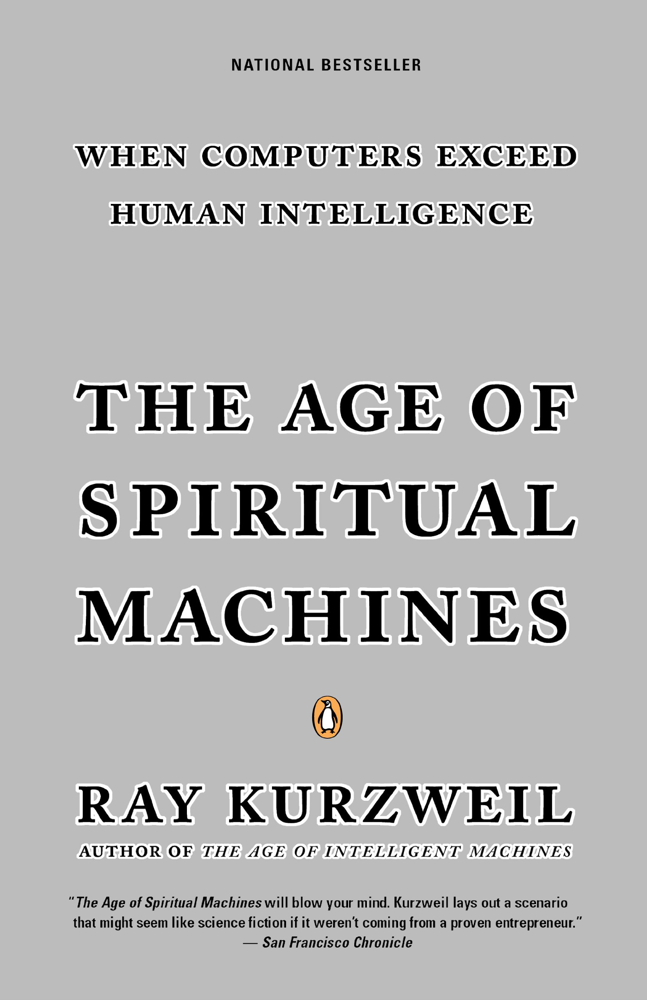 NATIONAL BESTSELLER
WHEN COMPUTERS EXCEED
HUMAN INTELLIGENCE
THE AGE OF
SPIRITUAL
MACHINES
RAY KURZWEIL
AUTHOR OF THE AGE OF INTELLIGENT MACHINES
"The Age of Spiritual Machines will blow your mind. Kurzweil lays out a scenario
that might seem like science fiction if it weren't coming from a proven entrepreneur."
— San Francisco Chronicle